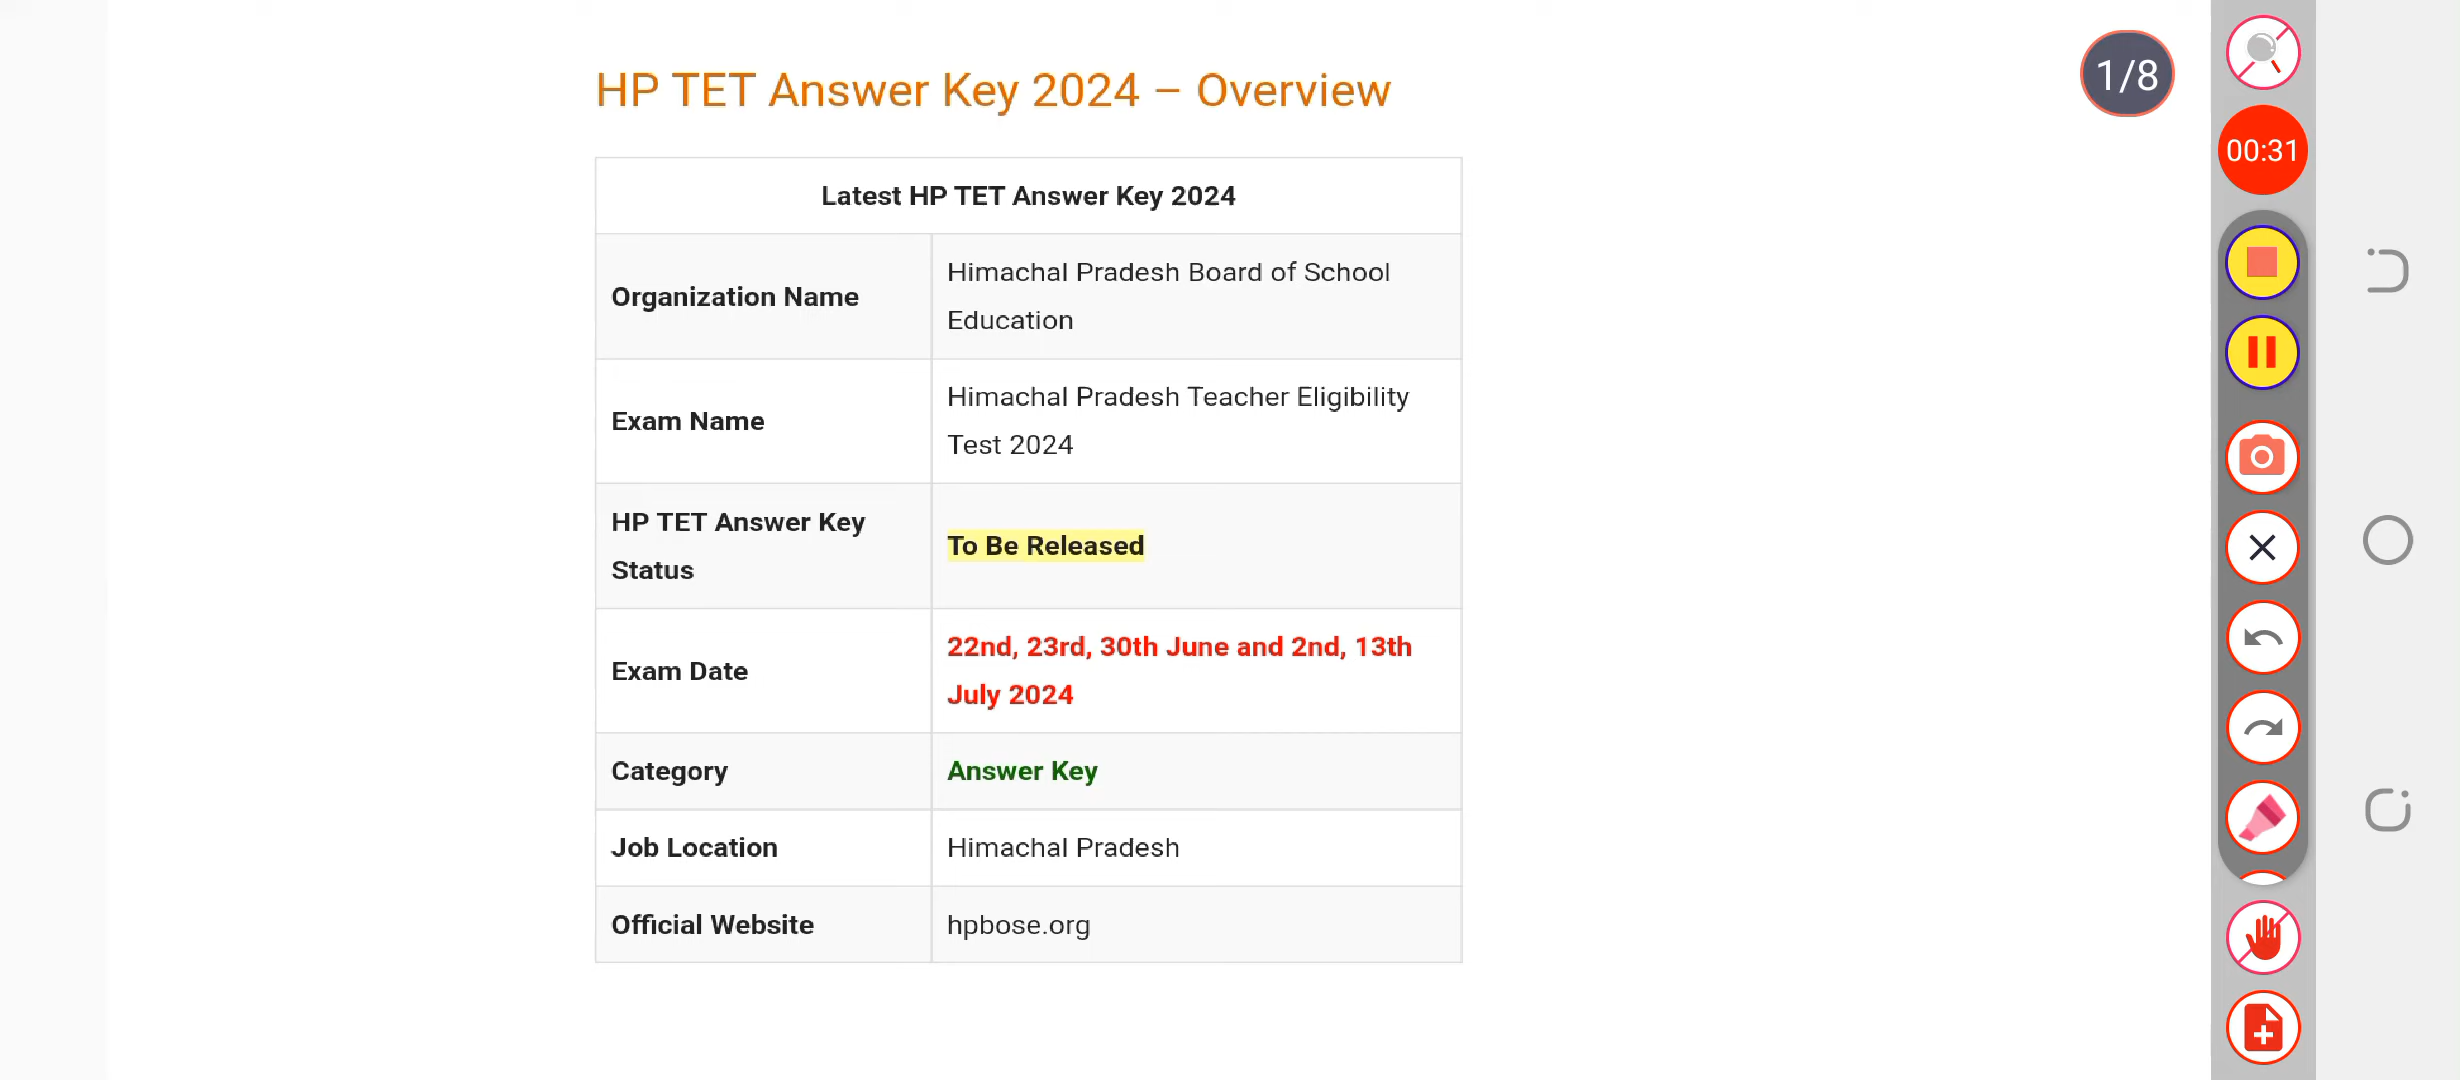 HP TET Answer Key 2024 – Overview
1/8
00:31
Latest HP TET Answer Key 2024
Organization Name
Himachal Pradesh Board of School
Education
Exam Name
Himachal Pradesh Teacher Eligibility
Test 2024
HP TET Answer Key
Status
To Be Released
Exam Date
22nd, 23rd, 30th June and 2nd, 13th
July 2024
Category
Answer Key
Job Location
Himachal Pradesh
Official Website
hpbose.org